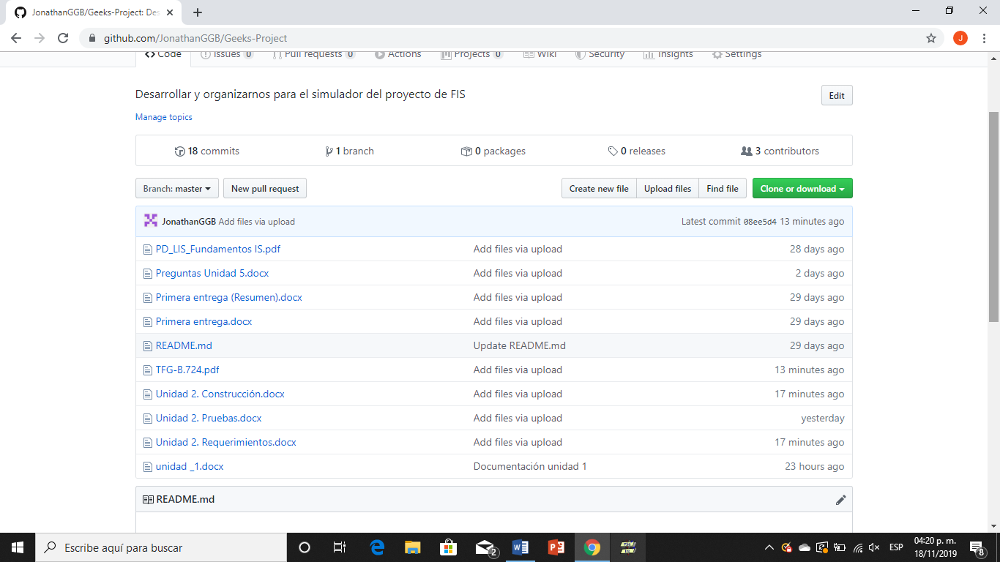 JonathanGGB/Geeks-Project: Des
github.com/JonathanGGB/Geeks-Project
J
Code Issues 0 Pull requests 0 Actions Projects 0 Wiki Security Insights Settings
Desarrollar y organizarnos para el simulador del proyecto de FIS
Edit
Manage topics
18 commits 1 branch 0 packages 0 releases 3 contributors
Branch: master New pull request Create new file Upload files Find file Clone or download
JonathanGGB Add files via upload Latest commit 08ee5d4 13 minutes ago
PD_LIS_Fundamentos IS.pdf Add files via upload 28 days ago
Preguntas Unidad 5.docx Add files via upload 2 days ago
Primera entrega (Resumen).docx Add files via upload 29 days ago
Primera entrega.docx Add files via upload 29 days ago
README.md Update README.md 29 days ago
TFG-B.724.pdf Add files via upload 13 minutes ago
Unidad 2. Construcción.docx Add files via upload 17 minutes ago
Unidad 2. Pruebas.docx Add files via upload yesterday
Unidad 2. Requerimientos.docx Add files via upload 17 minutes ago
unidad _1.docx Documentación unidad 1 23 hours ago
README.md
Escribe aquí para buscar
2
ESP
04:20 p. m.
18/11/2019
8